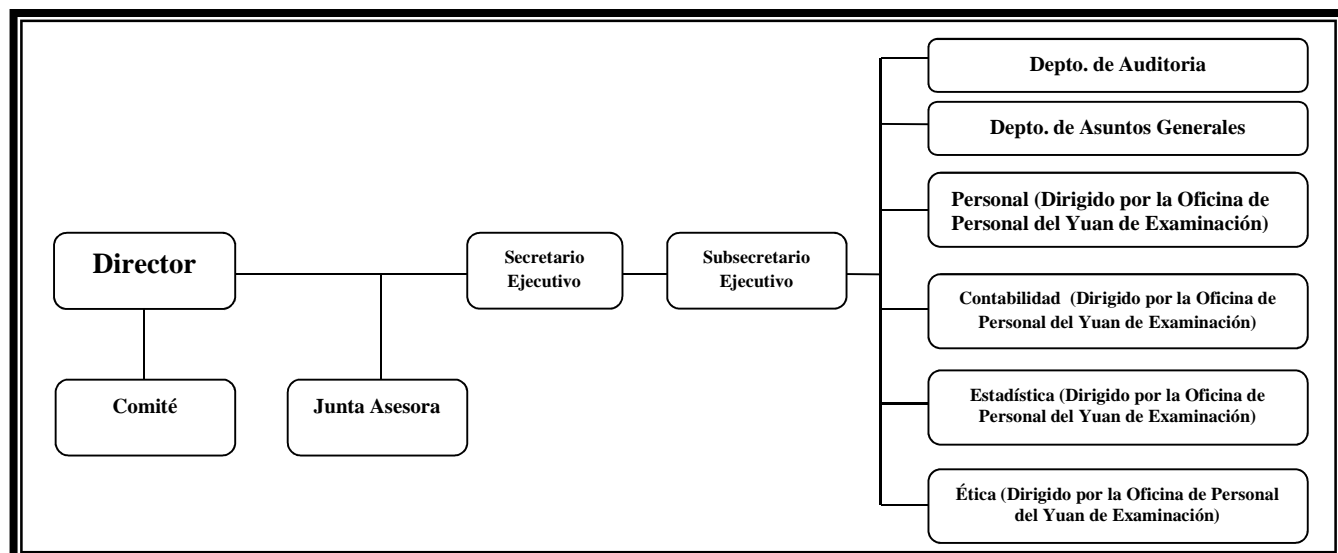 Director
Comité
Junta Asesora
Secretario
Ejecutivo
Subsecretario
Ejecutivo
Depto. de Auditoria
Depto. de Asuntos Generales
Personal (Dirigido por la Oficina de
Personal del Yuan de Examinación)
Contabilidad (Dirigido por la Oficina de
Personal del Yuan de Examinación)
Estadística (Dirigido por la Oficina de
Personal del Yuan de Examinación)
Ética (Dirigido por la Oficina de Personal
del Yuan de Examinación)